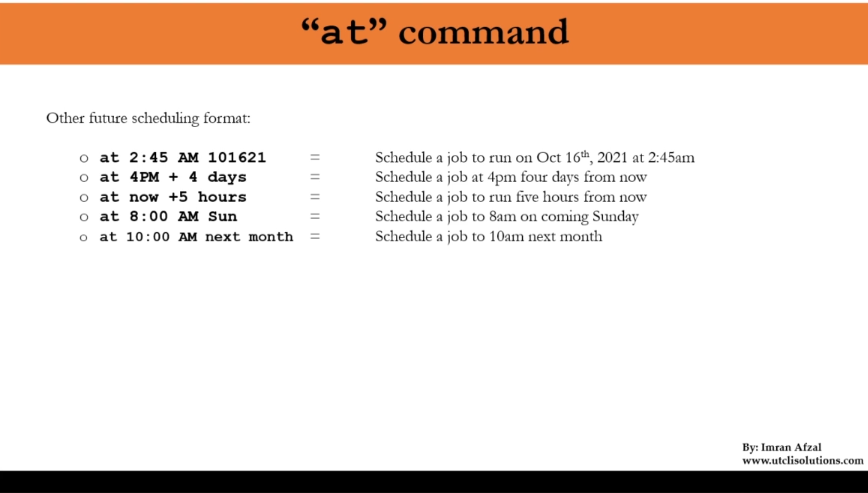 “at” command
Other future scheduling format:
o at 2:45 AM 101621 = Schedule a job to run on Oct 16th, 2021 at 2:45am
o at 4PM + 4 days = Schedule a job at 4pm four days from now
o at now +5 hours = Schedule a job to run five hours from now
o at 8:00 AM Sun = Schedule a job to 8am on coming Sunday
o at 10:00 AM next month = Schedule a job to 10am next month
By: Imran Afzal
www.utclisolutions.com